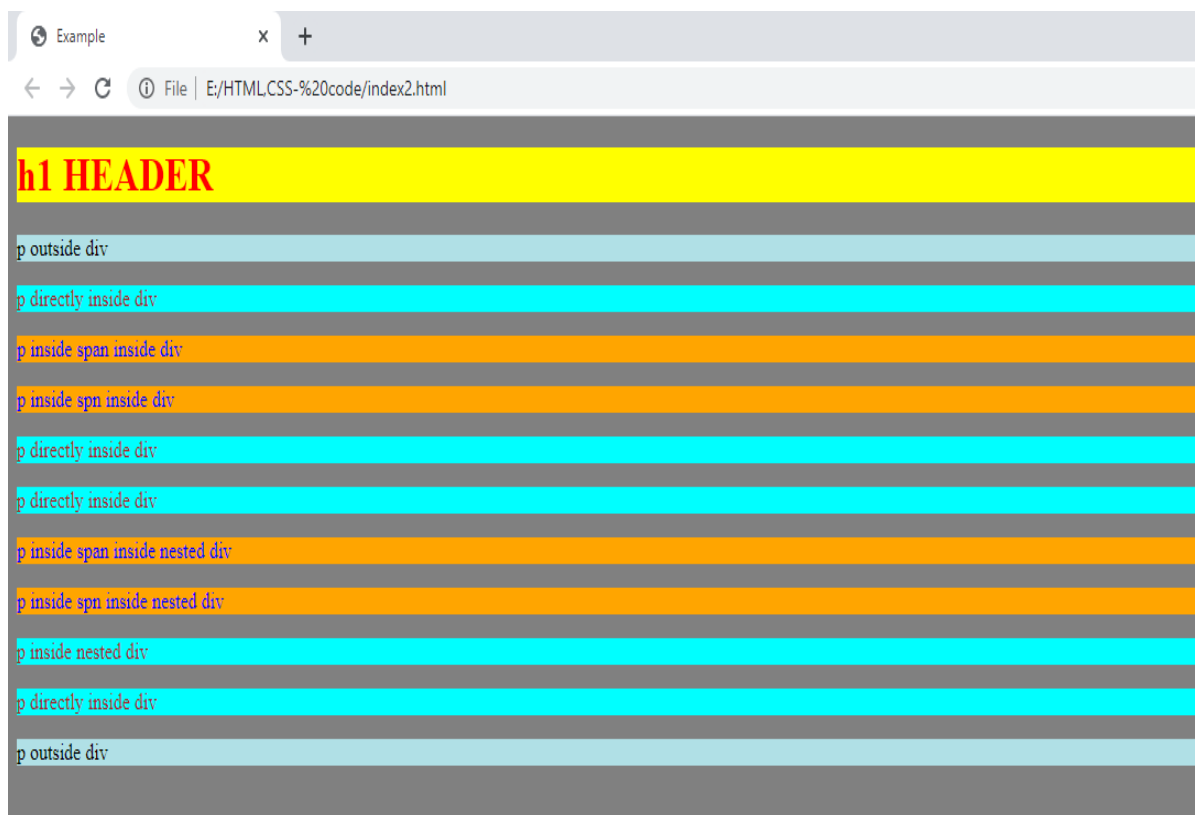 Example
File E:/HTML,CSS-%20code/index2.html
h1 HEADER
p outside div
p directly inside div
p inside span inside div
p inside spn inside div
p directly inside div
p directly inside div
p inside span inside nested div
p inside spn inside nested div
p inside nested div
p directly inside div
p outside div